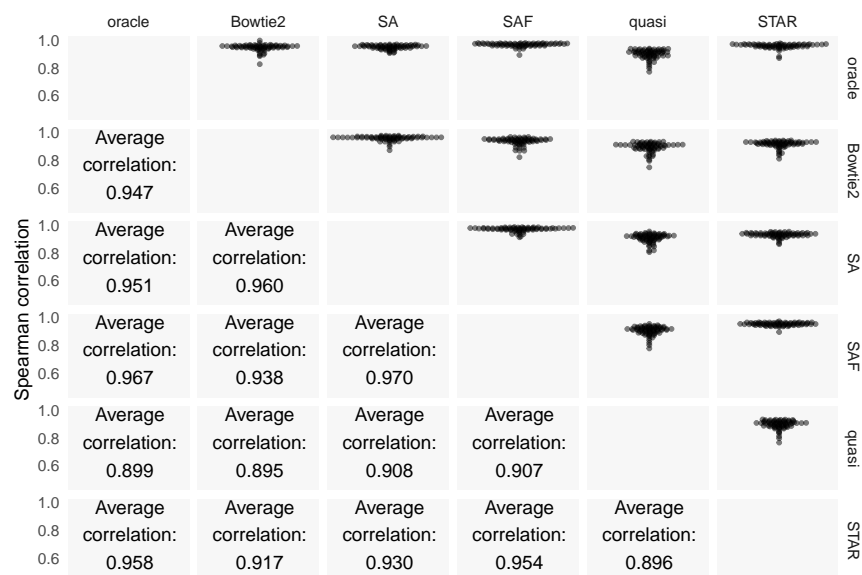 oracle Bowtie2 SA SAF quasi STAR
1.0
0.8
0.6
oracle
1.0
0.8
0.6
Average
correlation:
0.947
Bowtie2
1.0
0.8
0.6
Average Average
correlation: correlation:
0.951 0.960
SA
Spearman correlation
1.0
0.8
0.6
Average Average Average
correlation: correlation: correlation:
0.967 0.938 0.970
SAF
1.0
0.8
0.6
Average Average Average Average
correlation: correlation: correlation: correlation:
0.899 0.895 0.908 0.907
quasi
1.0
0.8
0.6
Average Average Average Average Average
correlation: correlation: correlation: correlation: correlation:
0.958 0.917 0.930 0.954 0.896
STAR